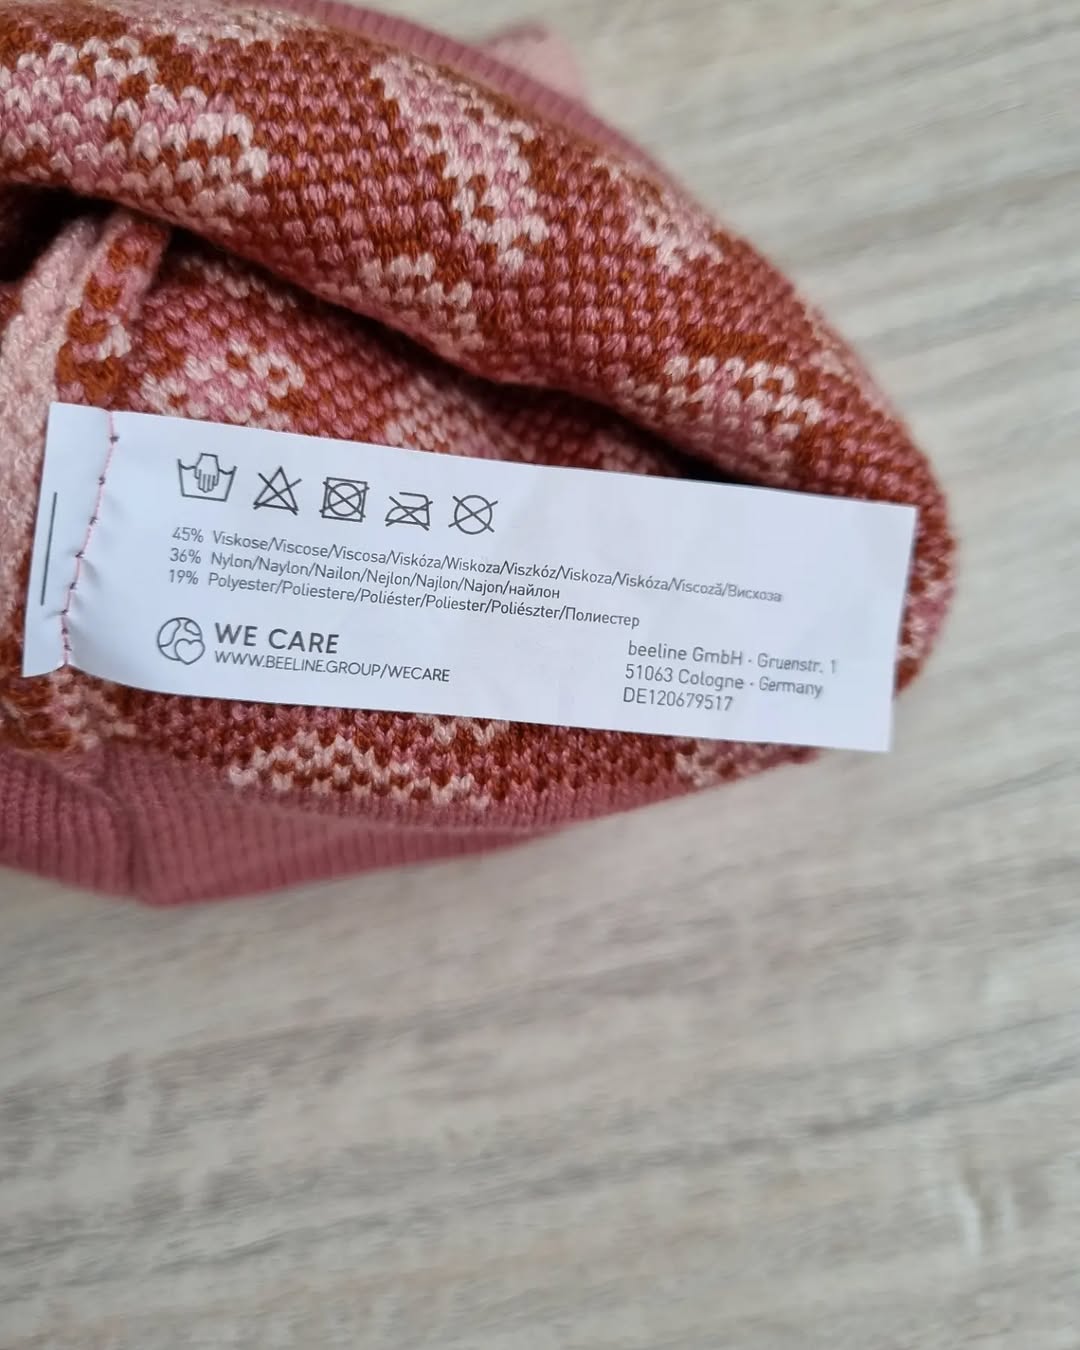 45% Viskose/Viscose/Viscosa/Viskóza/Wiskoza/Viszkóz/Viskoza/Viskóza/Viscoză/Вискоза
36% Nylon/Naylon/Nailon/Nejlon/Najlon/Najon/найлон
19% Polyester/Poliestere/Poliéster/Poliester/Poliészter/Полиестер
WE CARE
WWW.BEELINE.GROUP/WECARE
beeline GmbH · Gruenstr. 1
51063 Cologne · Germany
DE120679517